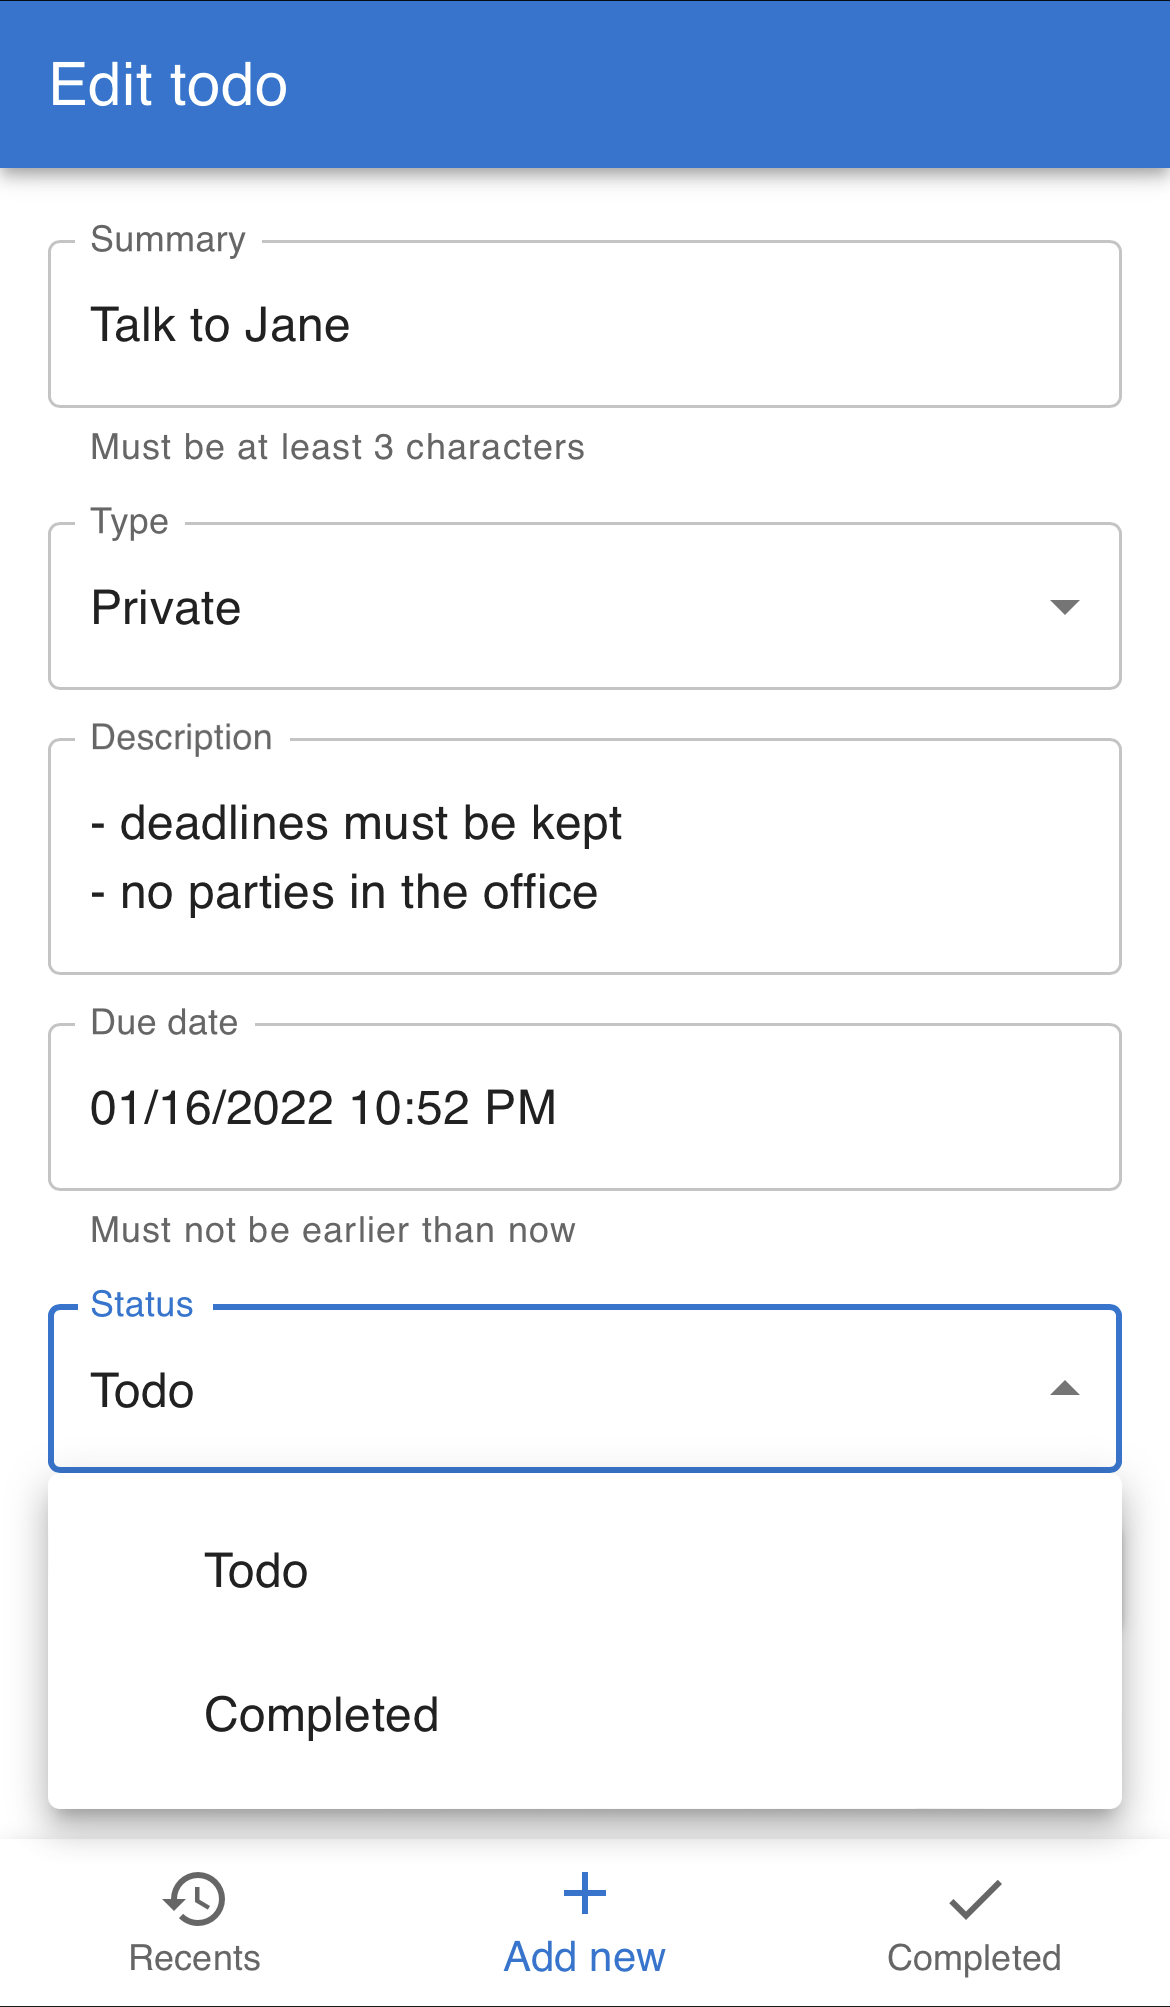 Edit todo
Summary
Talk to Jane
Must be at least 3 characters
Type
Private
Description
- deadlines must be kept
- no parties in the office
Due date
01/16/2022 10:52 PM
Must not be earlier than now
Status
Todo
Todo
Completed
Recents
Add new
Completed